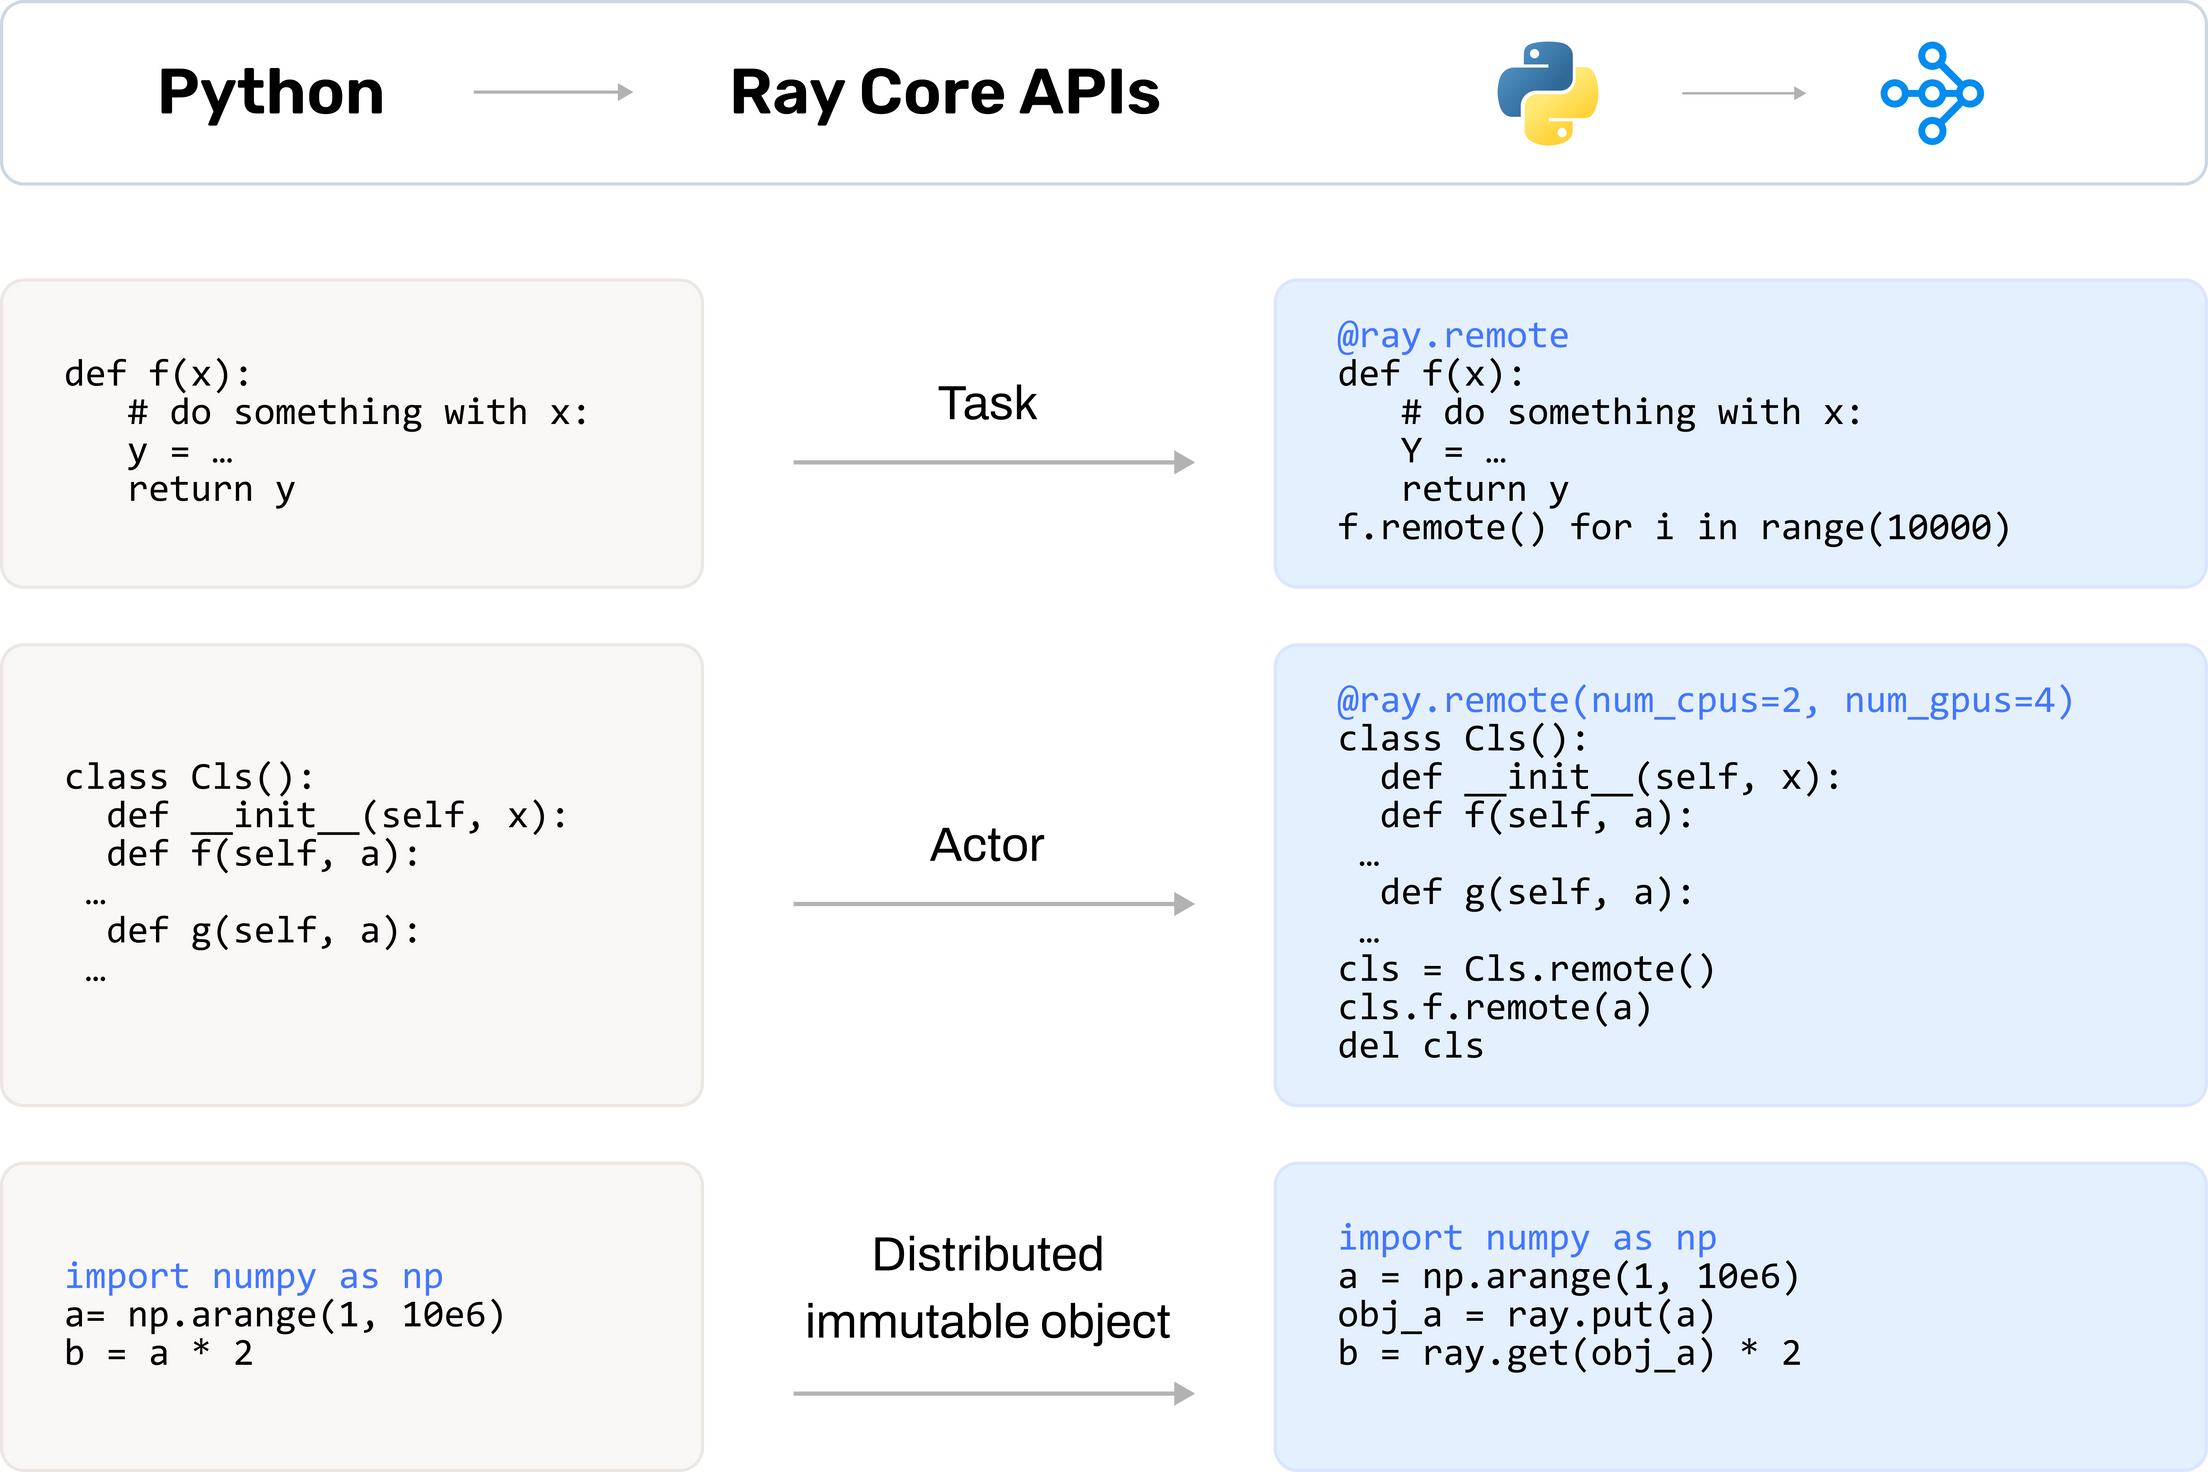 Python
Ray Core APIs
def f(x):
   # do something with x:
   y = …
   return y
Task
@ray.remote
def f(x):
   # do something with x:
   Y = …
   return y
f.remote() for i in range(10000)
class Cls():
  def __init__(self, x):
  def f(self, a):
 …
  def g(self, a):
 …
Actor
@ray.remote(num_cpus=2, num_gpus=4)
class Cls():
  def __init__(self, x):
  def f(self, a):
 …
  def g(self, a):
 …
cls = Cls.remote()
cls.f.remote(a)
del cls
import numpy as np
a= np.arange(1, 10e6)
b = a * 2
Distributed
immutable object
import numpy as np
a = np.arange(1, 10e6)
obj_a = ray.put(a)
b = ray.get(obj_a) * 2